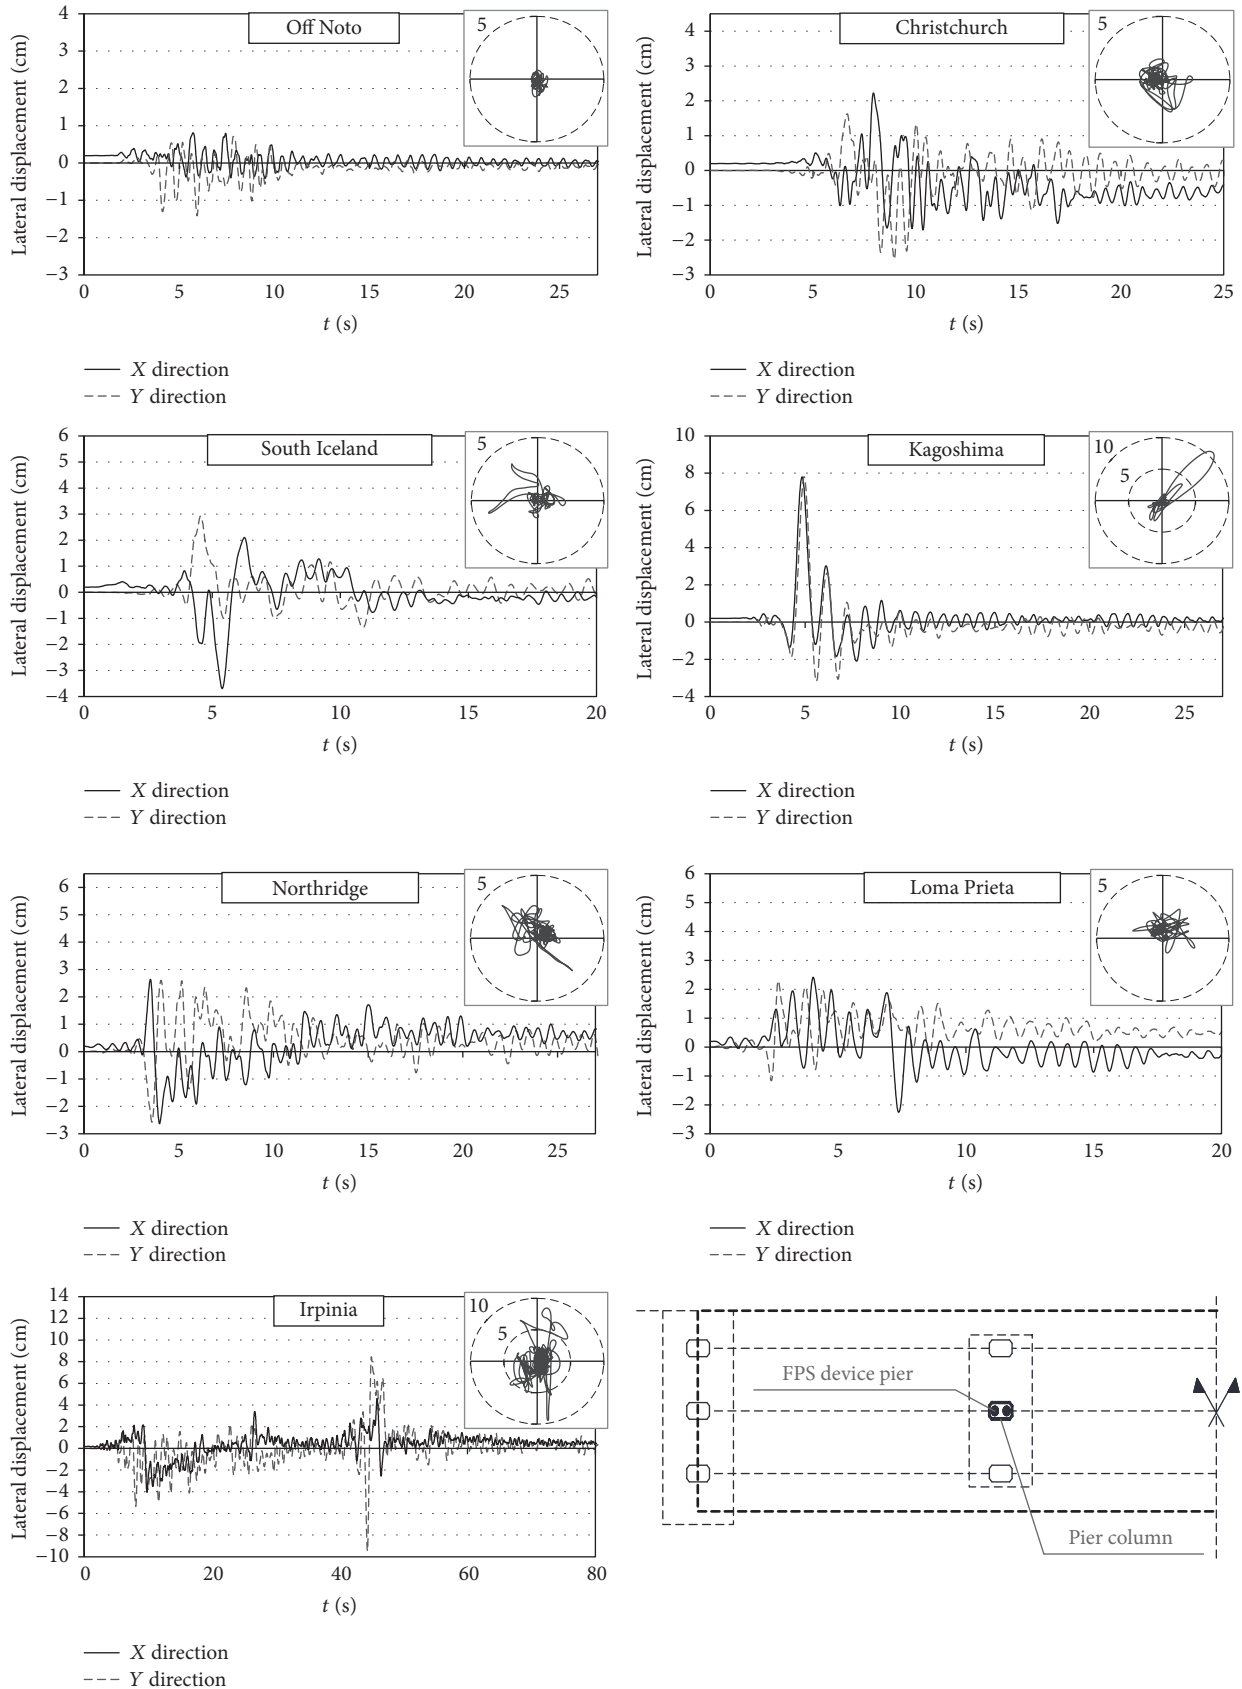 Off Noto
5
Lateral displacement (cm)
4
3
2
1
0
−1
−2
−3
0 5 10 15 20 25
t (s)
X direction
Y direction
Christchurch
5
Lateral displacement (cm)
4
3
2
1
0
−1
−2
−3
0 5 10 15 20 25
t (s)
X direction
Y direction
South Iceland
5
Lateral displacement (cm)
6
5
4
3
2
1
0
−1
−2
−3
−4
0 5 10 15 20
t (s)
X direction
Y direction
Kagoshima
10
5
Lateral displacement (cm)
10
8
6
4
2
0
−2
−4
0 5 10 15 20 25
t (s)
X direction
Y direction
Northridge
5
Lateral displacement (cm)
6
5
4
3
2
1
0
−1
−2
−3
0 5 10 15 20 25
t (s)
X direction
Y direction
Loma Prieta
5
Lateral displacement (cm)
6
5
4
3
2
1
0
−1
−2
−3
0 5 10 15 20
t (s)
X direction
Y direction
Irpinia
10
5
Lateral displacement (cm)
14
12
10
8
6
4
2
0
−2
−4
−6
−8
−10
0 20 40 60 80
t (s)
X direction
Y direction
FPS device pier
Pier column